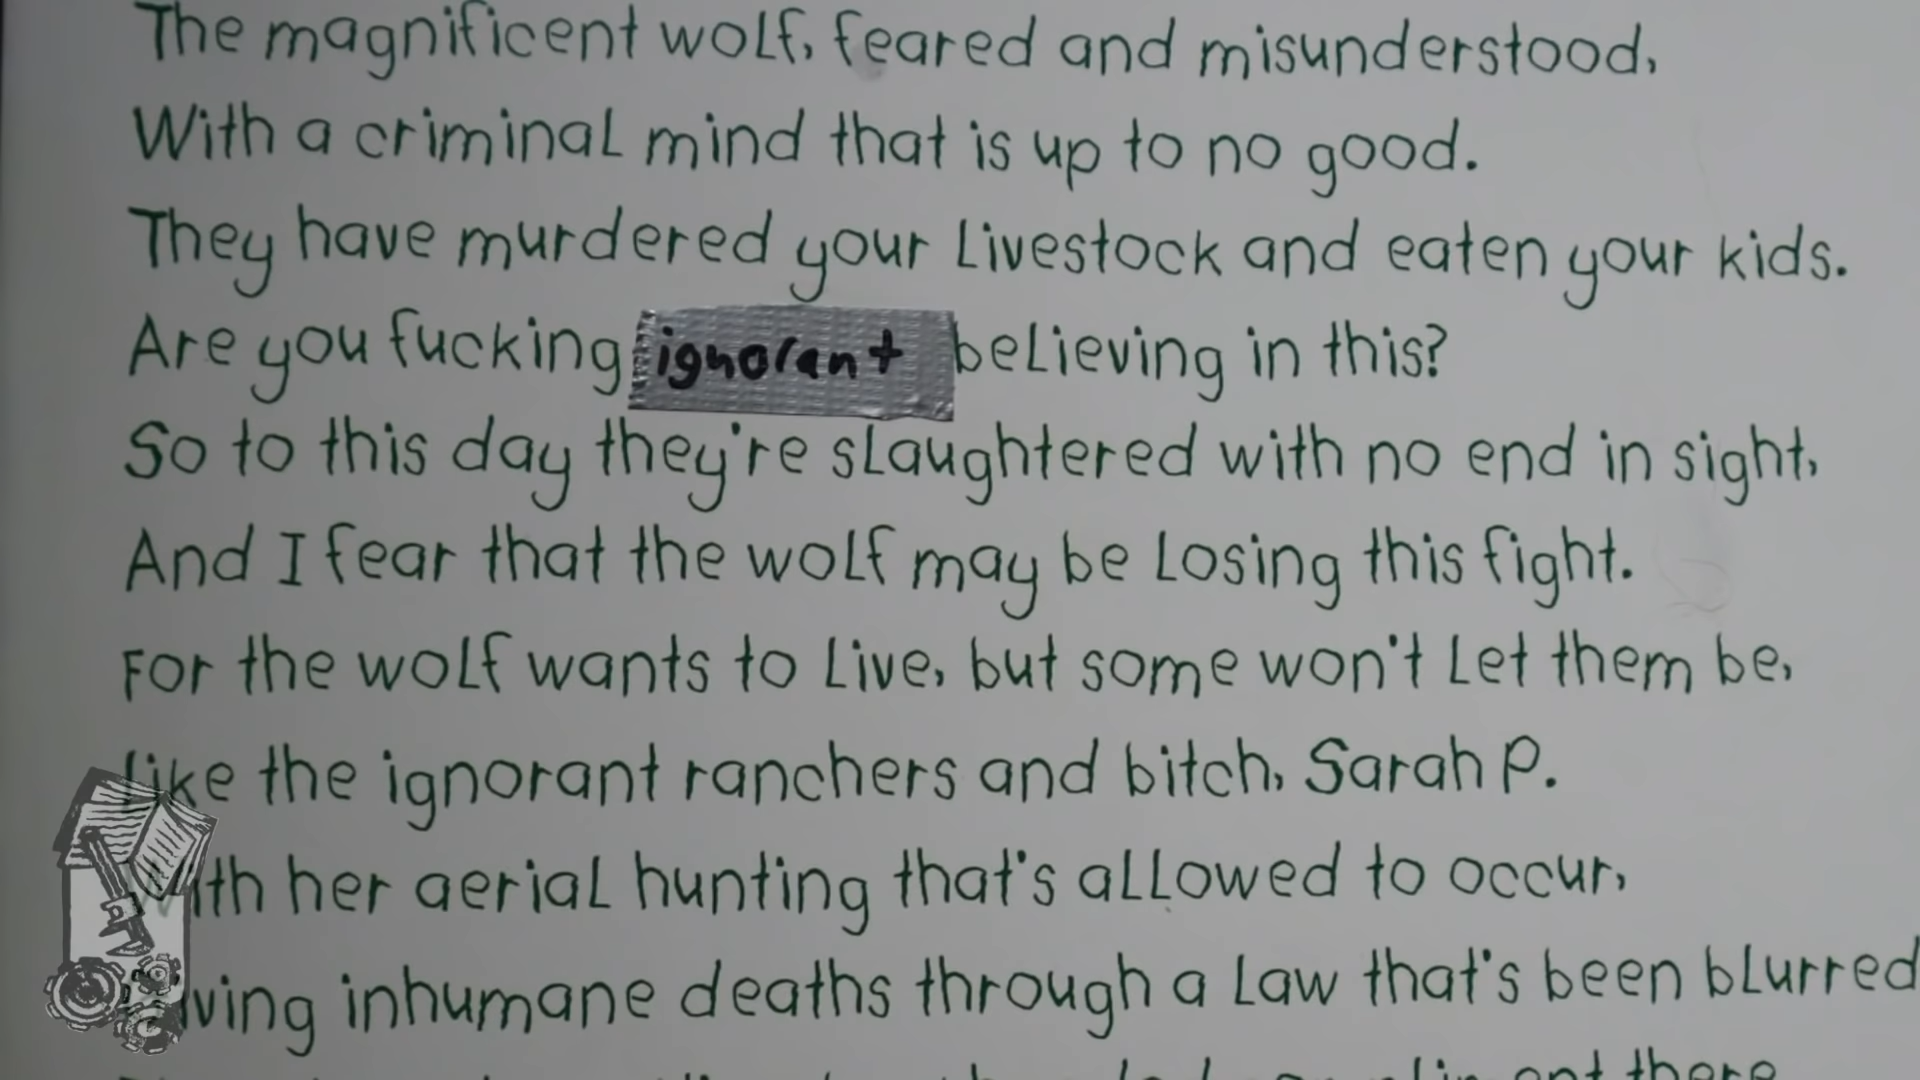 The magnificent wolf, feared and misunderstood,
With a criminal mind that is up to no good.
They have murdered your Livestock and eaten your kids.
Are you fucking ignorant believing in this?
So to this day they're slaughtered with no end in sight,
And I fear that the wolf may be Losing this fight.
For the wolf wants to Live, but some won't Let them be,
Like the ignorant ranchers and bitch, Sarah P.
With her aerial hunting that's allowed to occur,
inhumane deaths through a Law that's been blurred
there